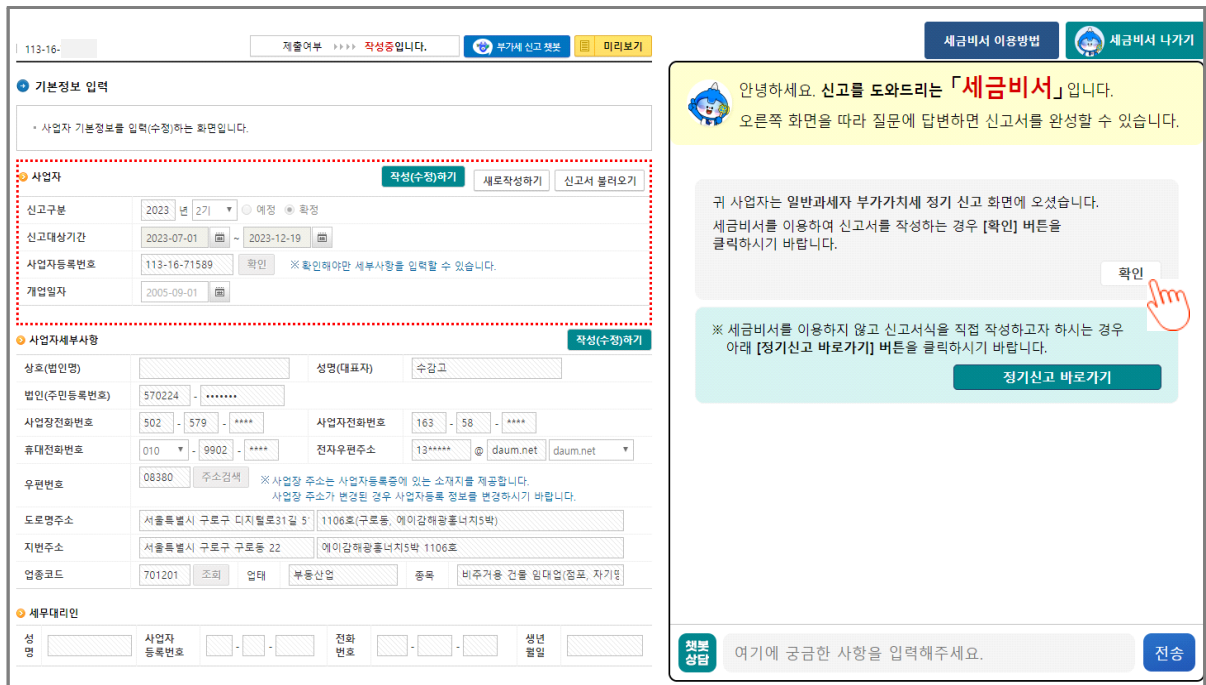 113-16-
제출여부 ›››› 작성중입니다.
부가세 신고 챗봇
미리보기
기본정보 입력
• 사업자 기본정보를 입력(수정)하는 화면입니다.
사업자
작성(수정)하기
새로작성하기
신고서 불러오기
신고구분 2023 년 2기 예정 확정
신고대상기간 2023-07-01 ~ 2023-12-19
사업자등록번호 113-16-71589 확인 ※ 확인해야만 세부사항을 입력할 수 있습니다.
개업일자 2005-09-01
사업자세부사항
작성(수정)하기
상호(법인명) 성명(대표자) 수감고
법인(주민등록번호) 570224 - •••••••
사업장전화번호 502 - 579 - **** 사업자전화번호 163 - 58 - ****
휴대전화번호 010 - 9902 - **** 전자우편주소 13***** @ daum.net daum.net
우편번호 08380 주소검색 ※ 사업장 주소는 사업자등록증에 있는 소재지를 제공합니다.
사업장 주소가 변경된 경우 사업자등록 정보를 변경하시기 바랍니다.
도로명주소 서울특별시 구로구 디지털로31길 5 1106호(구로동, 에이감해광홀너치5박)
지번주소 서울특별시 구로구 구로동 22 에이감해광홀너치5박 1106호
업종코드 701201 조회 업태 부동산업 종목 비주거용 건물 임대업(점포, 자기땅
세무대리인
성명 사업자등록번호 - - 전화번호 - - 생년월일
세금비서 이용방법
세금비서 나가기
안녕하세요. 신고를 도와드리는 「세금비서」입니다.
오른쪽 화면을 따라 질문에 답변하면 신고서를 완성할 수 있습니다.
귀 사업자는 일반과세자 부가가치세 정기 신고 화면에 오셨습니다.
세금비서를 이용하여 신고서를 작성하는 경우 [확인] 버튼을
클릭하시기 바랍니다.
확인
※ 세금비서를 이용하지 않고 신고서식을 직접 작성하고자 하시는 경우
아래 [정기신고 바로가기] 버튼을 클릭하시기 바랍니다.
정기신고 바로가기
챗봇
상담
여기에 궁금한 사항을 입력해주세요.
전송